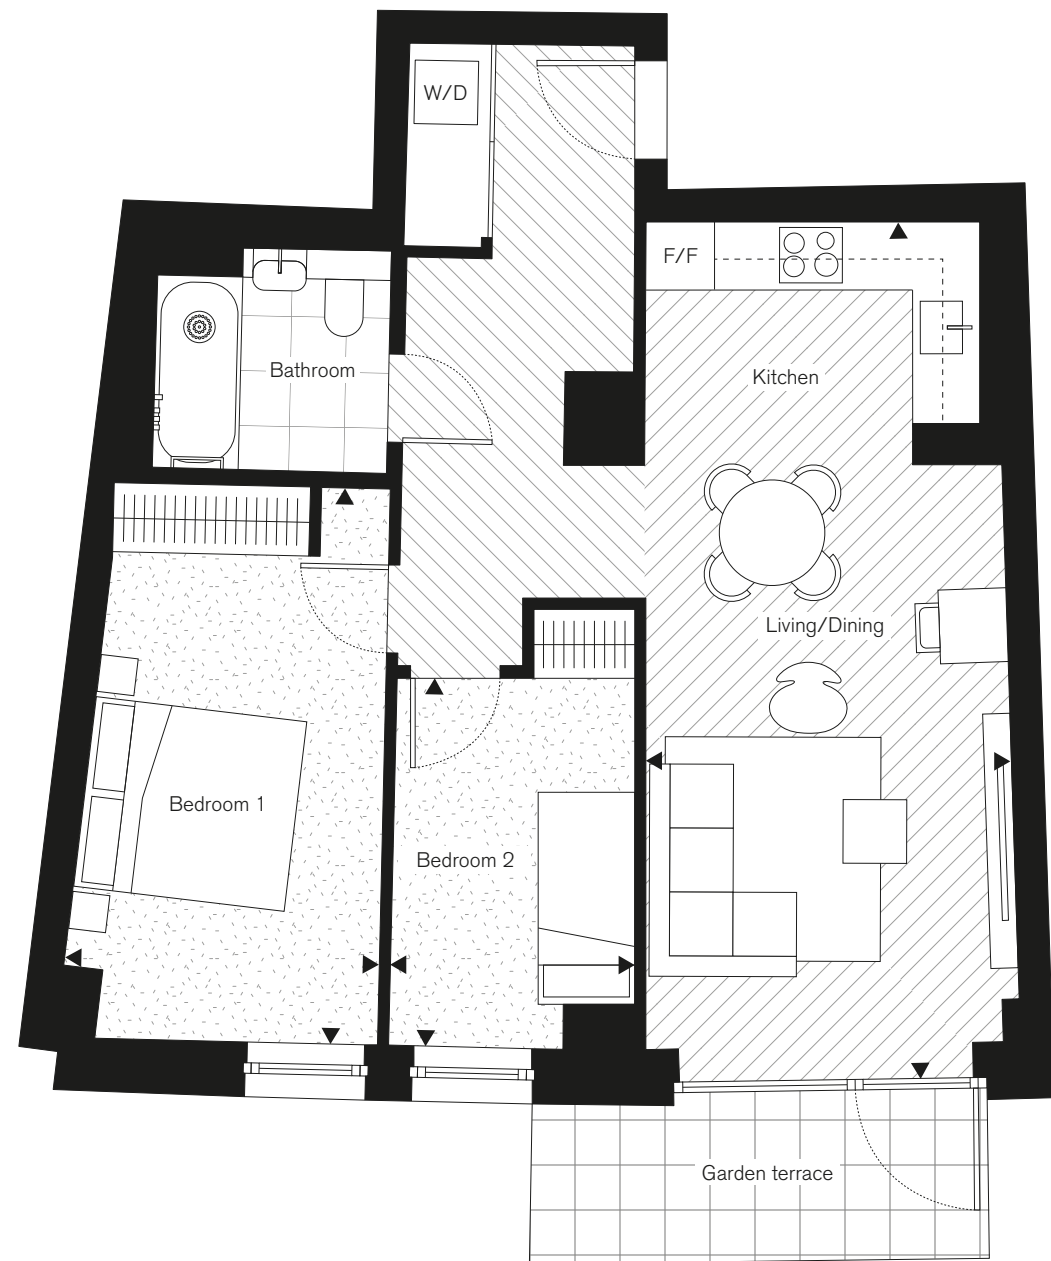 W/D
F/F
Bathroom
Kitchen
Living/Dining
Bedroom 1
Bedroom 2
Garden terrace